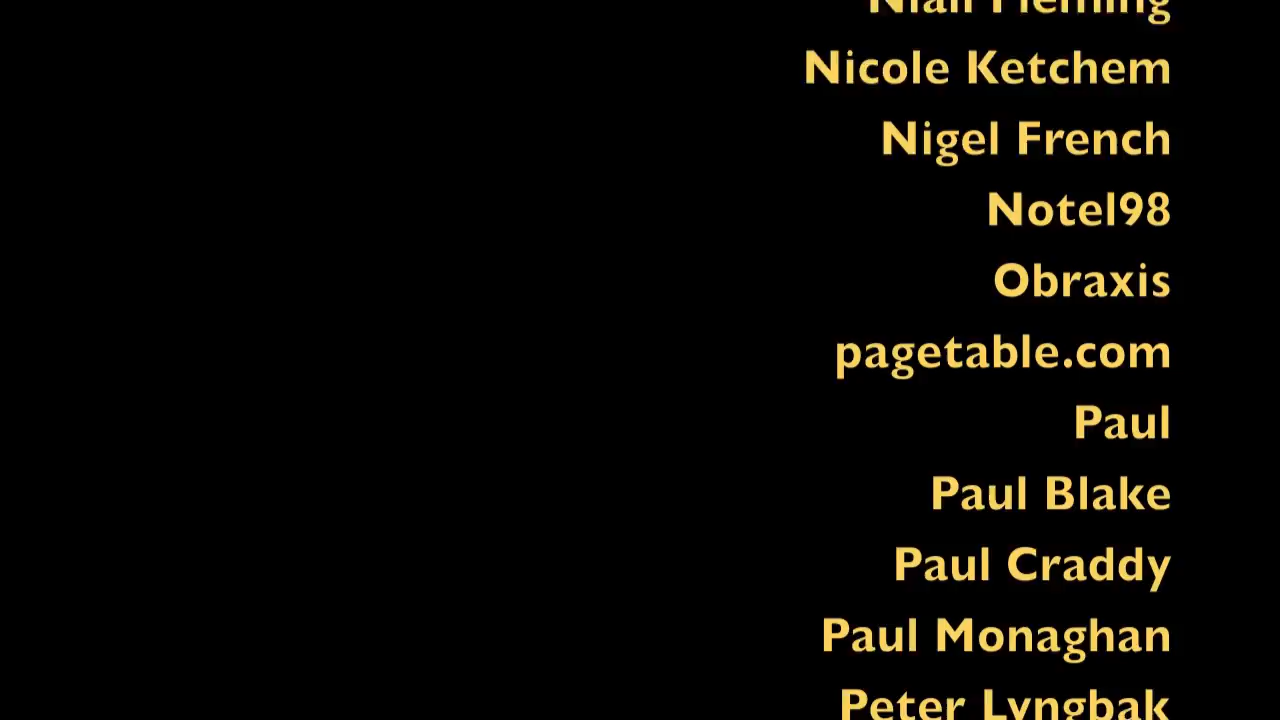 Niall Fleming
Nicole Ketchem
Nigel French
Notel98
Obraxis
pagetable.com
Paul
Paul Blake
Paul Craddy
Paul Monaghan
Peter Lyngbak